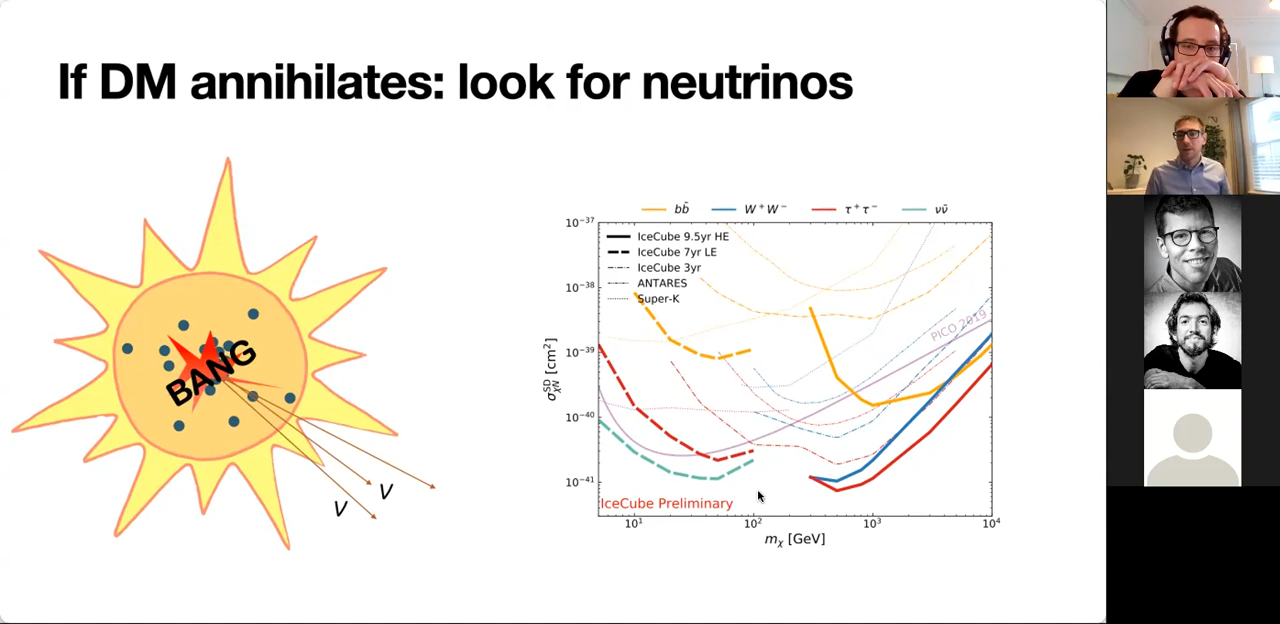 If DM annihilates: look for neutrinos
BANG
ν
ν
bb̄
W⁺W⁻
τ⁺τ⁻
νν̄
IceCube 9.5yr HE
IceCube 7yr LE
IceCube 3yr
ANTARES
Super-K
PICO 2019
IceCube Preliminary
10⁻³⁷
10⁻³⁸
10⁻³⁹
10⁻⁴⁰
10⁻⁴¹
σ^SD_χN [cm²]
10¹
10²
10³
10⁴
m_χ [GeV]